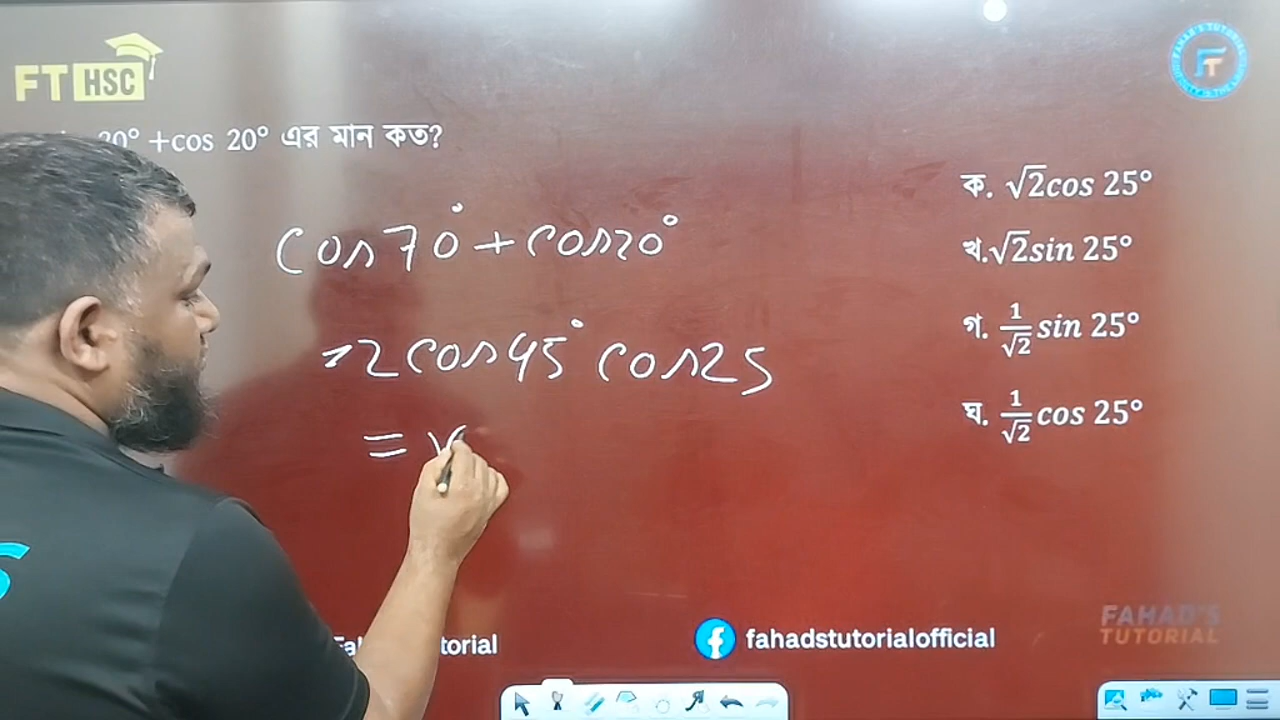 FT HSC
20° +cos 20° এর মান কত?
cos70° + cos20°
=2cos45° cos25
= √
ক. √2cos 25°
খ.√2sin 25°
গ. 1/√2 sin 25°
ঘ. 1/√2 cos 25°
FAHAD'S
TUTORIAL
fahadstutorialofficial